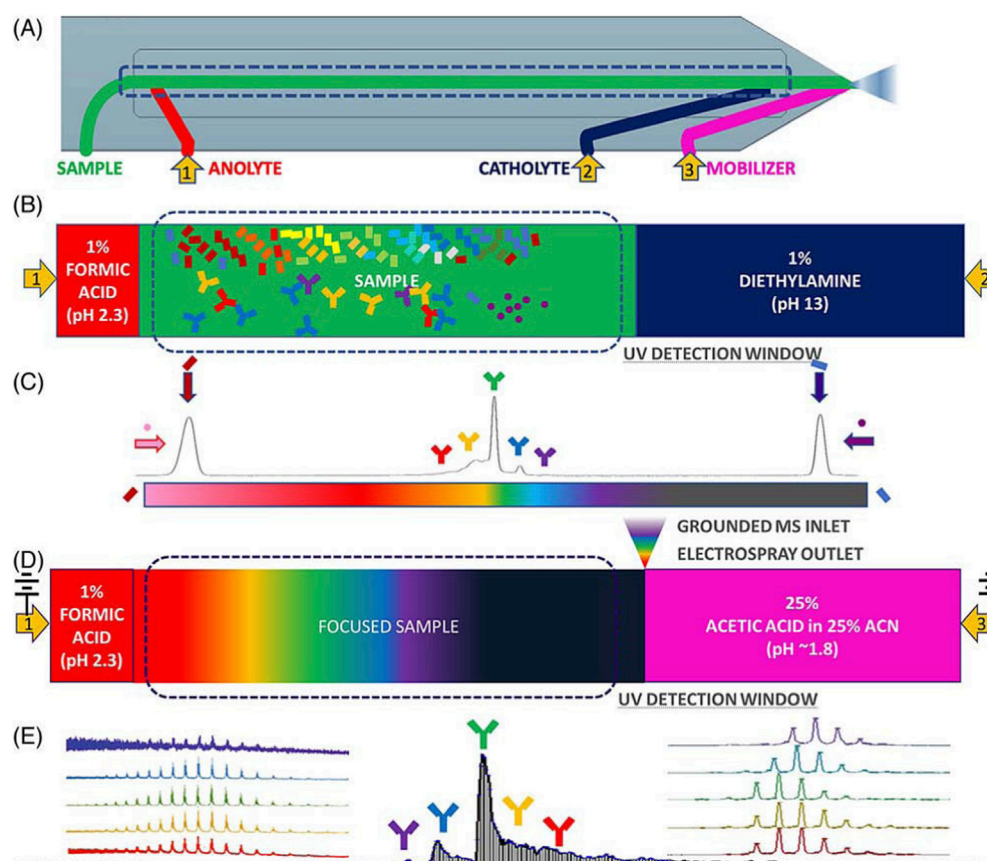 (A)
SAMPLE
1
ANOLYTE
CATHOLYTE
2
3
MOBILIZER
(B)
1
1%
FORMIC
ACID
(pH 2.3)
SAMPLE
1%
DIETHYLAMINE
(pH 13)
2
UV DETECTION WINDOW
(C)
GROUNDED MS INLET
ELECTROSPRAY OUTLET
(D)
1
1%
FORMIC
ACID
(pH 2.3)
FOCUSED SAMPLE
25%
ACETIC ACID in 25% ACN
(pH ~1.8)
3
UV DETECTION WINDOW
(E)